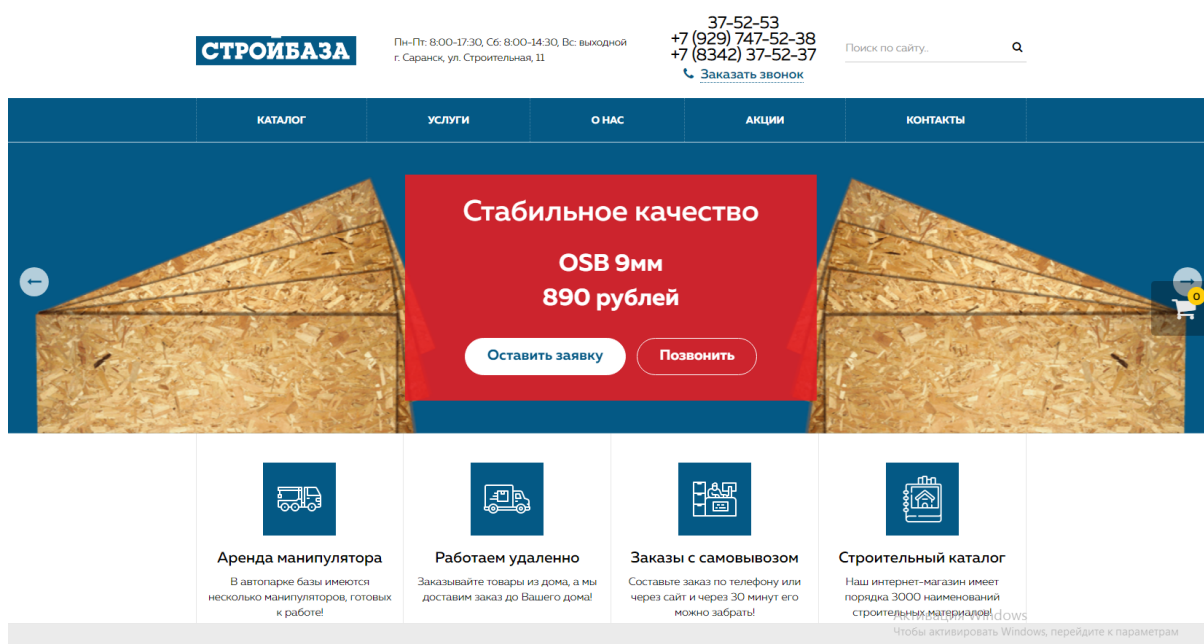 СТРОЙБАЗА
Пн-Пт: 8:00-17:30, Сб: 8:00-14:30, Вс: выходной
г. Саранск, ул. Строительная, 11
37-52-53
+7 (929) 747-52-38
+7 (8342) 37-52-37
Заказать звонок
Поиск по сайту..
КАТАЛОГ
УСЛУГИ
О НАС
АКЦИИ
КОНТАКТЫ
Стабильное качество
OSB 9мм
890 рублей
Оставить заявку
Позвонить
0
Аренда манипулятора
В автопарке базы имеются
несколько манипуляторов, готовых
к работе!
Работаем удаленно
Заказывайте товары из дома, а мы
доставим заказ до Вашего дома!
Заказы с самовывозом
Составьте заказ по телефону или
через сайт и через 30 минут его
можно забрать!
Строительный каталог
Наш интернет-магазин имеет
порядка 3000 наименований
строительных материалов!
Активация Windows
Чтобы активировать Windows, перейдите к параметрам